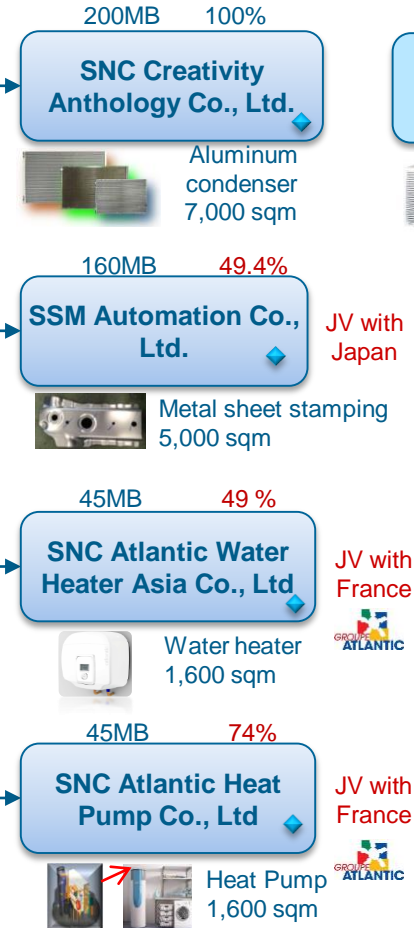 200MB 100%
SNC Creativity
Anthology Co., Ltd.
Aluminum
condenser
7,000 sqm
160MB 49.4%
SSM Automation Co.,
Ltd.
JV with
Japan
Metal sheet stamping
5,000 sqm
45MB 49 %
SNC Atlantic Water
Heater Asia Co., Ltd
JV with
France
GROUPE
ATLANTIC
Water heater
1,600 sqm
45MB 74%
SNC Atlantic Heat
Pump Co., Ltd
JV with
France
GROUPE
ATLANTIC
Heat Pump
1,600 sqm